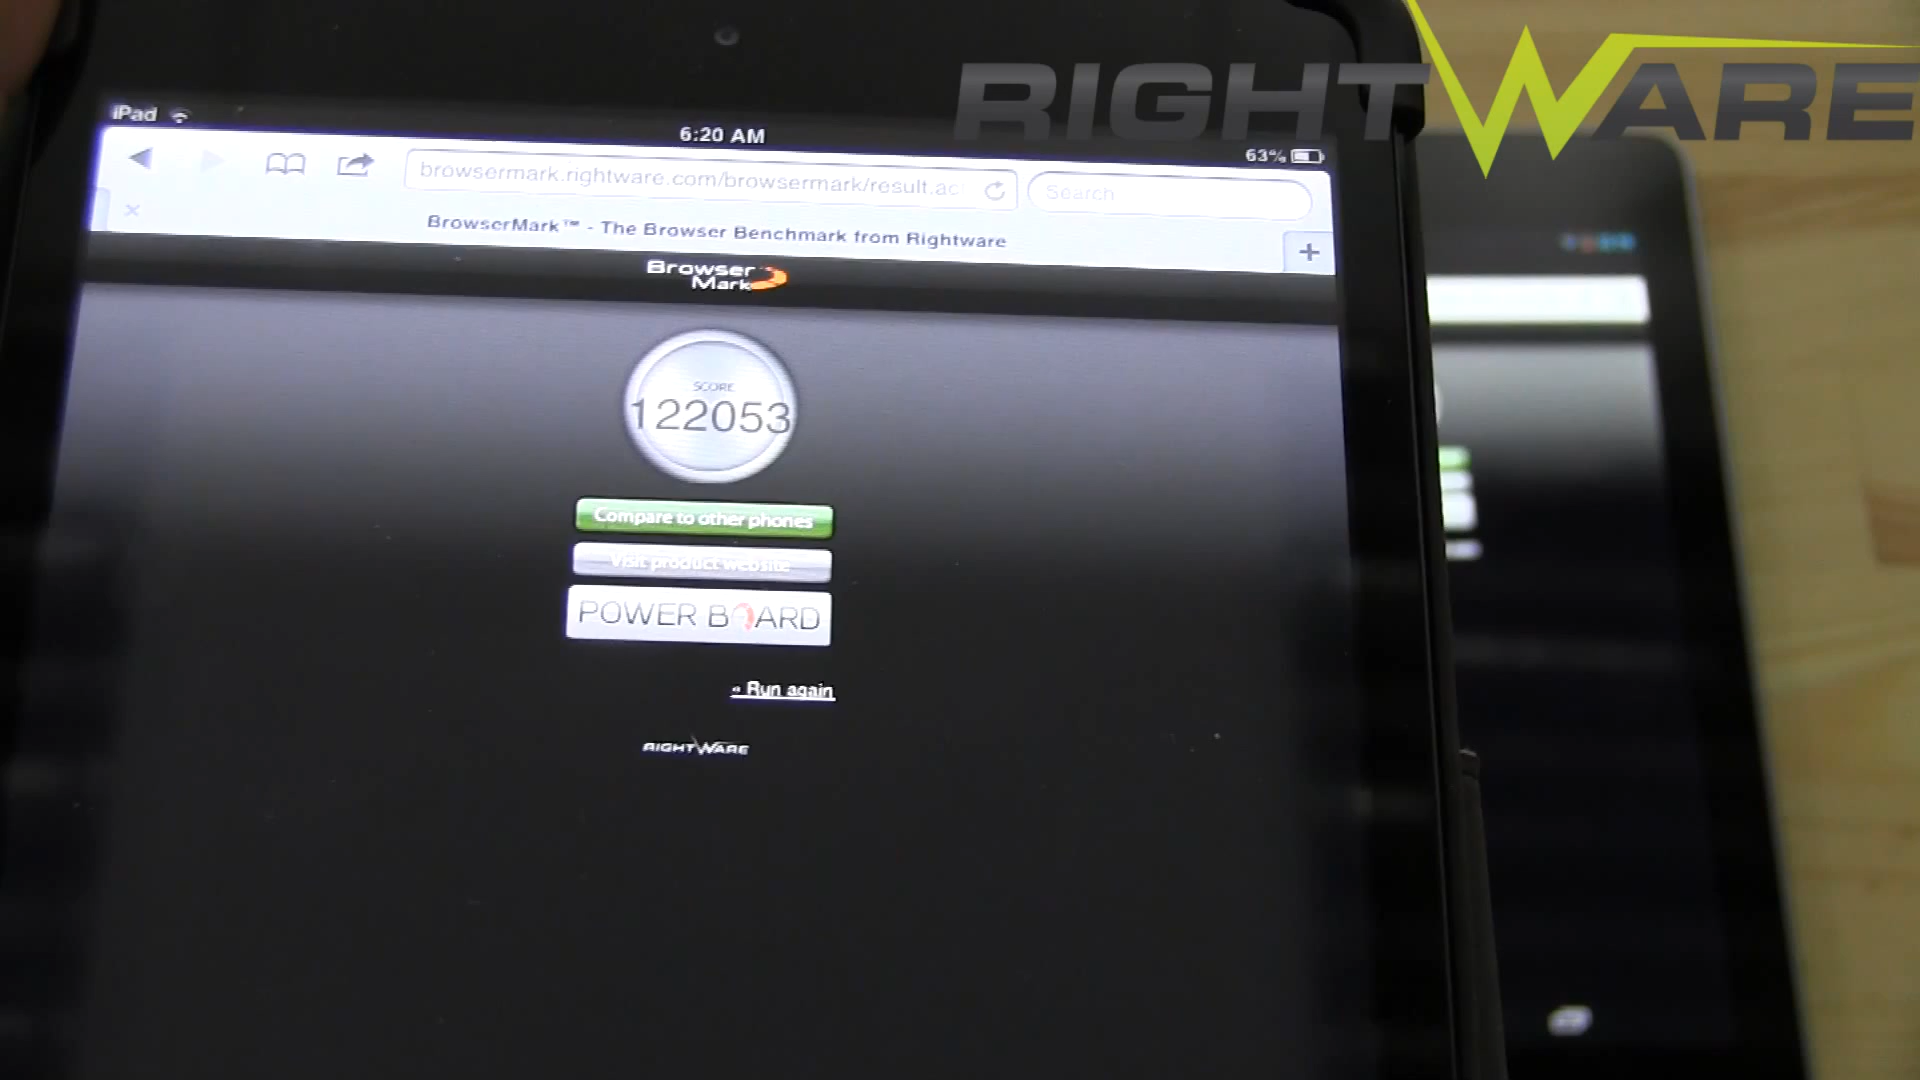 RIGHTWARE
iPad
6:20 AM
63%
browsermark.rightware.com/browsermark/result.ac
Search
BrowserMark™ - The Browser Benchmark from Rightware
Browser
Mark
SCORE
122053
Compare to other phones
Visit product website
POWER BOARD
« Run again
RIGHTWARE